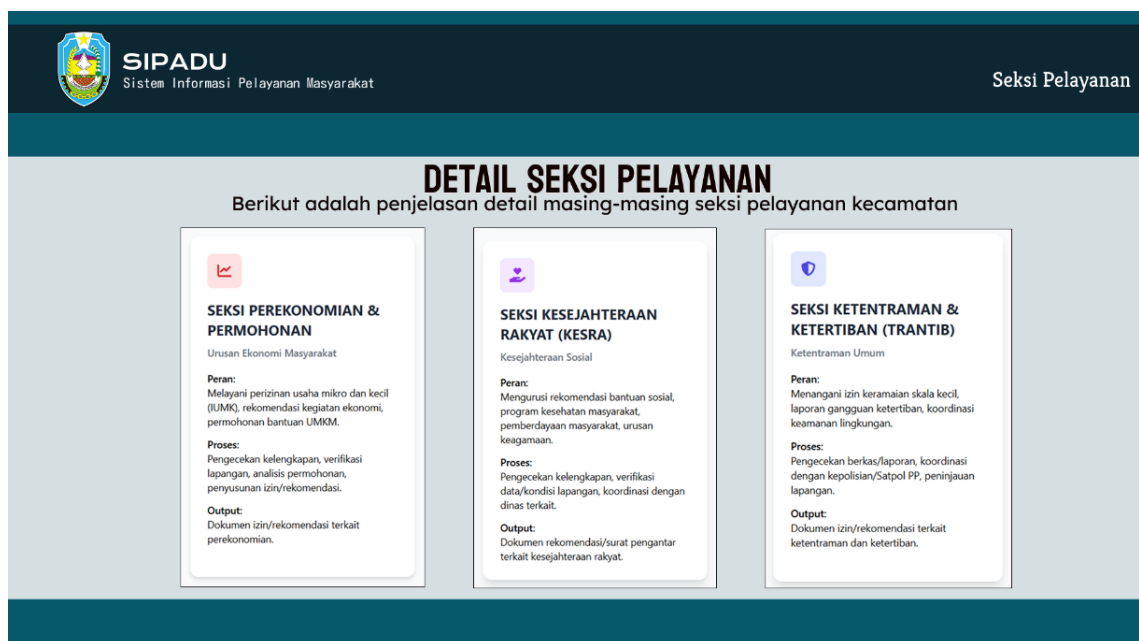 SIPADU
Sistem Informasi Pelayanan Masyarakat
Seksi Pelayanan
DETAIL SEKSI PELAYANAN
Berikut adalah penjelasan detail masing-masing seksi pelayanan kecamatan
SEKSI PEREKONOMIAN &
PERMOHONAN
Urusan Ekonomi Masyarakat
Peran:
Melayani perizinan usaha mikro dan kecil
(IUMK), rekomendasi kegiatan ekonomi,
permohonan bantuan UMKM.
Proses:
Pengecekan kelengkapan, verifikasi
lapangan, analisis permohonan,
penyusunan izin/rekomendasi.
Output:
Dokumen izin/rekomendasi terkait
perekonomian.
SEKSI KESEJAHTERAAN
RAKYAT (KESRA)
Kesejahteraan Sosial
Peran:
Mengurusi rekomendasi bantuan sosial,
program kesehatan masyarakat,
pemberdayaan masyarakat, urusan
keagamaan.
Proses:
Pengecekan kelengkapan, verifikasi
data/kondisi lapangan, koordinasi dengan
dinas terkait.
Output:
Dokumen rekomendasi/surat pengantar
terkait kesejahteraan rakyat.
SEKSI KETENTRAMAN &
KETERTIBAN (TRANTIB)
Ketentraman Umum
Peran:
Menangani izin keramaian skala kecil,
laporan gangguan ketertiban, koordinasi
keamanan lingkungan.
Proses:
Pengecekan berkas/laporan, koordinasi
dengan kepolisian/Satpol PP, peninjauan
lapangan.
Output:
Dokumen izin/rekomendasi terkait
ketentraman dan ketertiban.